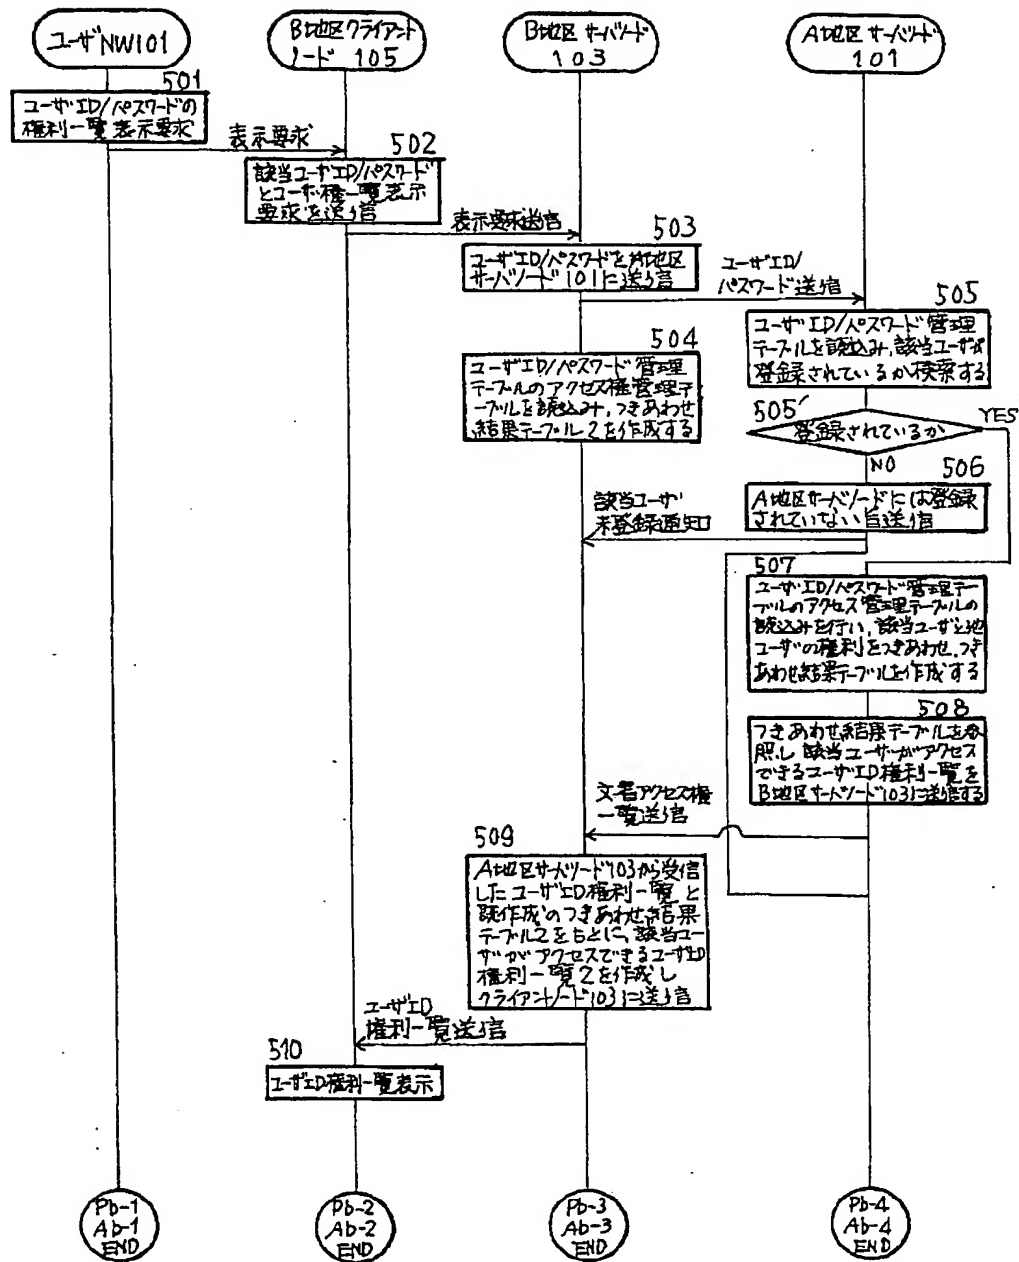 ユーザNW101
B地区クライアント
ノード 105
B地区サーバノード
103
A地区サーバノード
101
501
ユーザID/パスワードの
権利一覧表示要求
表示要求
502
該当ユーザID/パスワード
とユーザ権一覧表示
要求を送信
表示要求送信
503
ユーザID/パスワードをA地区
サーバノード101に送信
ユーザID/
パスワード送信
505
ユーザID/パスワード管理
テーブルを読込み,該当ユーザが
登録されているか検索する
504
ユーザID/パスワード管理
テーブルのアクセス権管理テ
ーブルを読込み,つきあわせ
結果テーブル2を作成する
505'
登録されているか
YES
NO
506
A地区サーバノードには登録
されていない旨送信
該当ユーザ
未登録通知
507
ユーザID/パスワード管理テー
ブルのアクセス管理テーブルの
読込みを行い,該当ユーザと他
ユーザの権利をつきあわせ,つき
あわせ結果テーブルを作成する
508
つきあわせ結果テーブルを参
照し該当ユーザーがアクセス
できるユーザID権利一覧を
B地区サーバノード103に送信する
文書アクセス権
一覧送信
509
A地区サーバノード103から受信
したユーザID権利一覧と
既作成のつきあわせ結果
テーブル2をもとに,該当ユー
ザがアクセスできるユーザID
権利一覧2を作成し
クライアントノード103に送信
ユーザID
権利一覧送信
510
ユーザID権利一覧表示
Pb-1
Ab-1
END
Pb-2
Ab-2
END
Pb-3
Ab-3
END
Pb-4
Ab-4
END